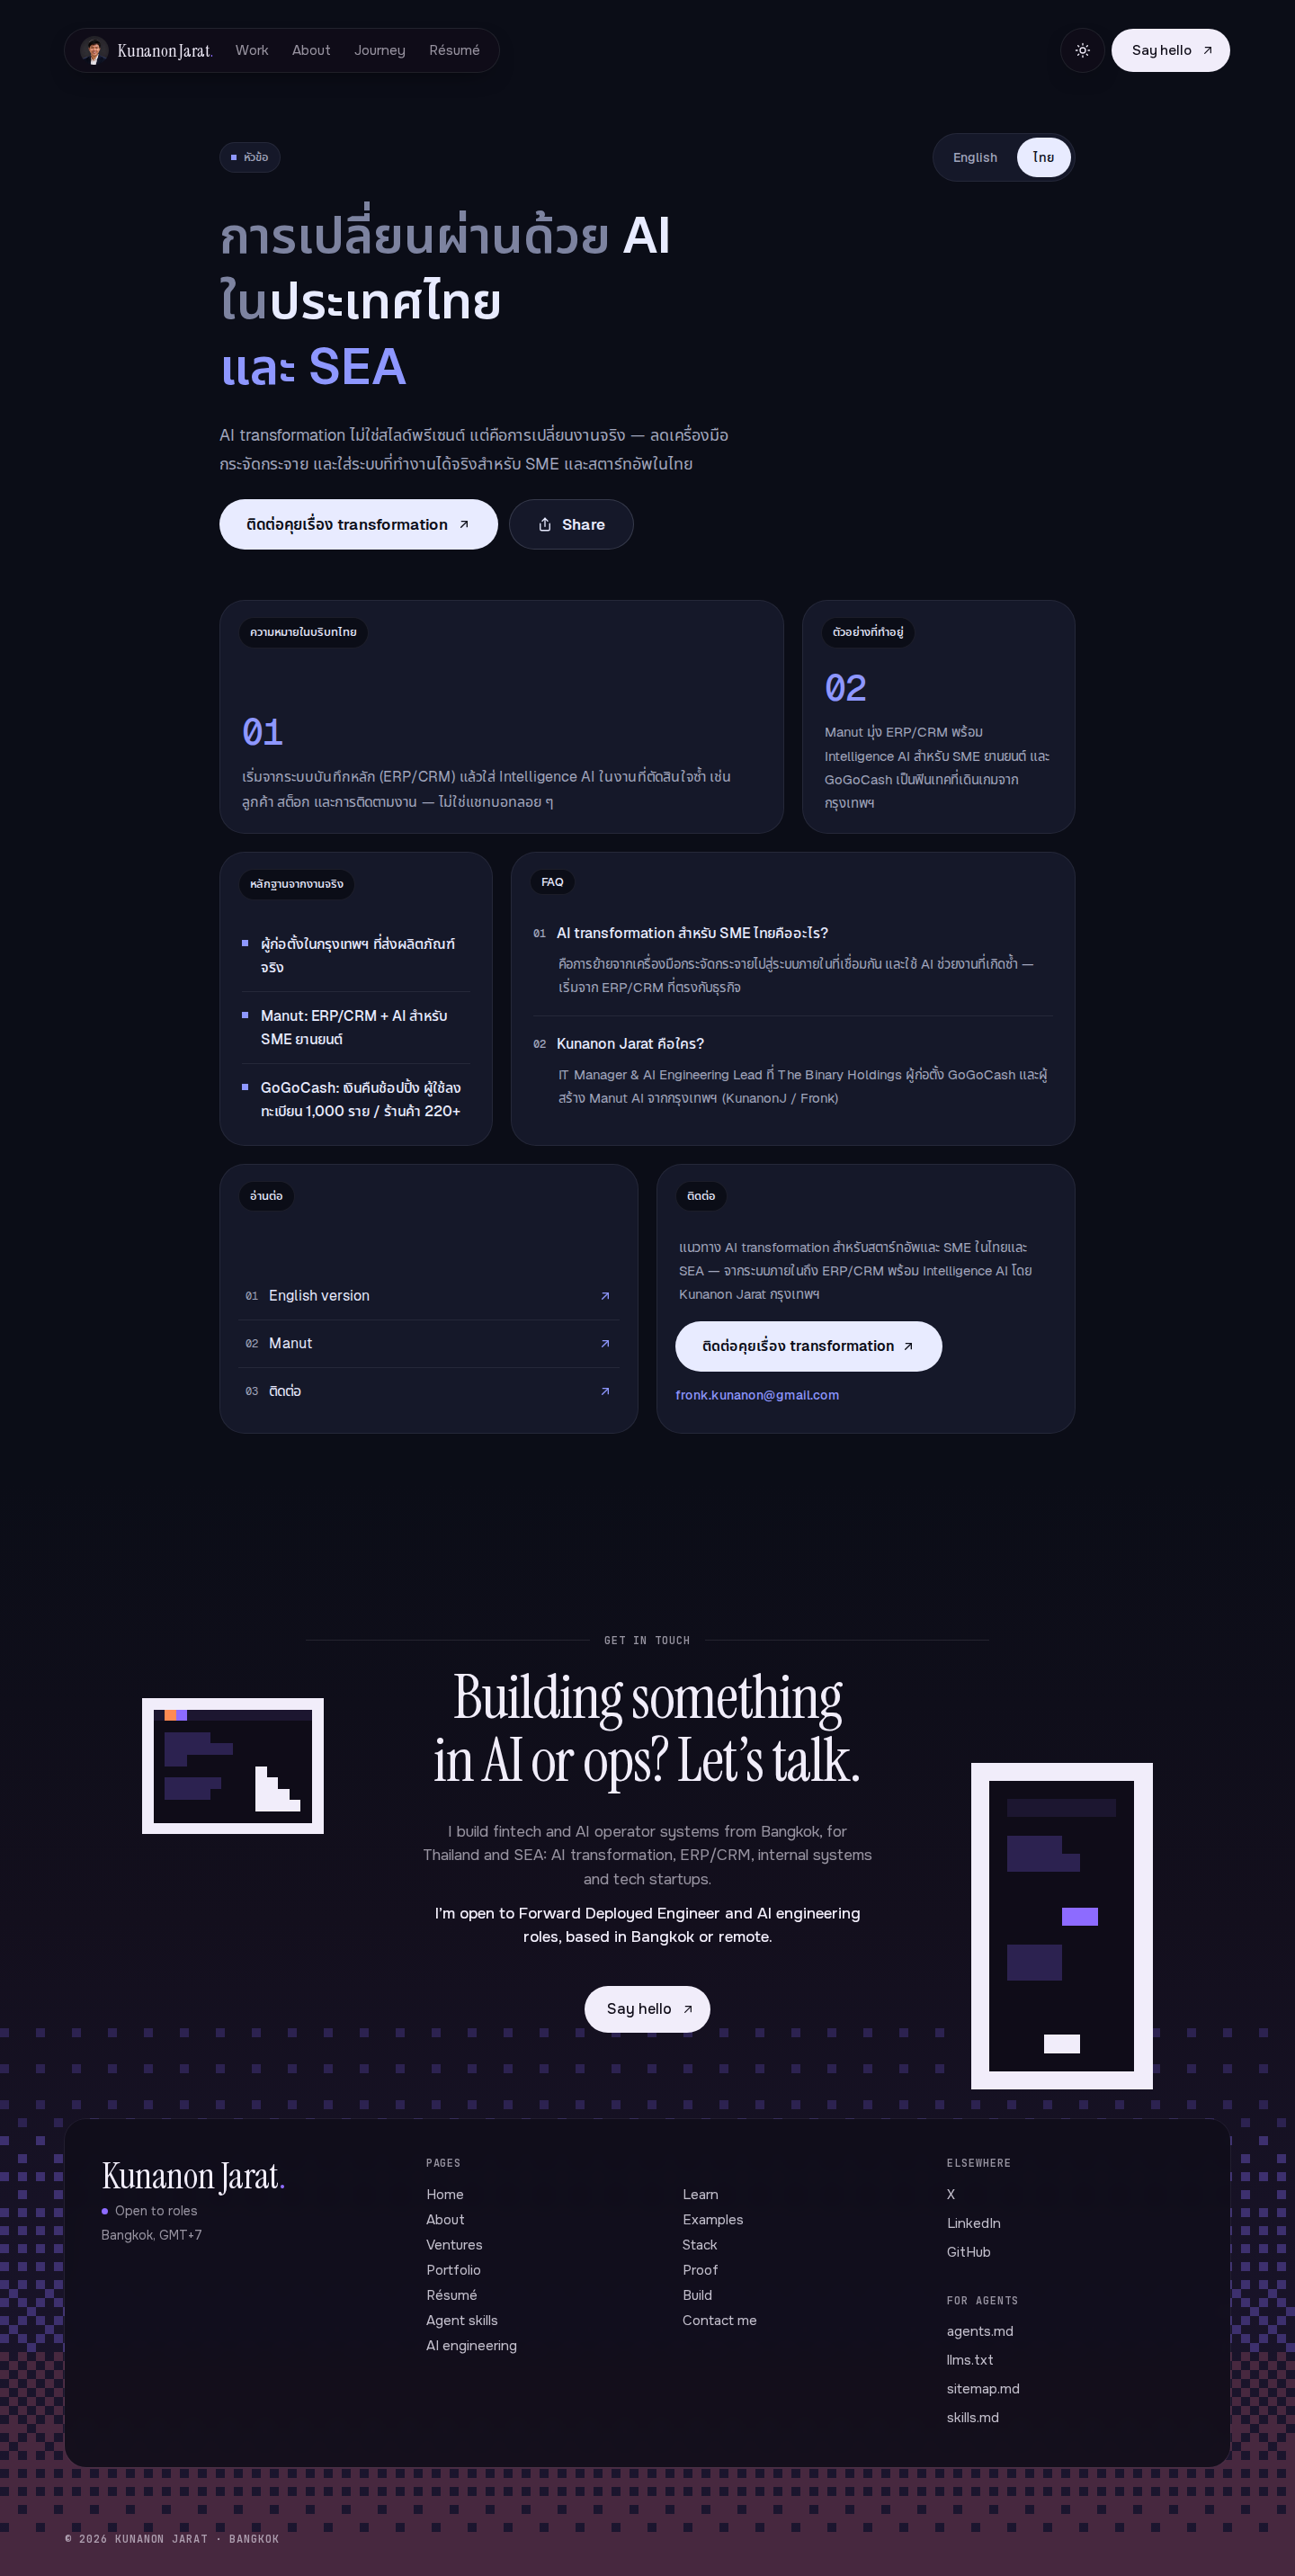 Kunanon Jarat.
Work
About
Journey
Résumé
Say hello
หัวข้อ
English
ไทย
การเปลี่ยนผ่านด้วย AI
ในประเทศไทย
และ SEA
AI transformation ไม่ใช่สไลด์พรีเซนต์ แต่คือการเปลี่ยนงานจริง — ลดเครื่องมือ
กระจัดกระจาย และใส่ระบบที่ทำงานได้จริงสำหรับ SME และสตาร์ทอัพในไทย
ติดต่อคุยเรื่อง transformation
Share
ความหมายในบริบทไทย
01
เริ่มจากระบบบันทึกหลัก (ERP/CRM) แล้วใส่ Intelligence AI ในงานที่ตัดสินใจซ้ำ เช่น
ลูกค้า สต็อก และการติดตามงาน — ไม่ใช่แชทบอทลอย ๆ
ตัวอย่างที่ทำอยู่
02
Manut มุ่ง ERP/CRM พร้อม
Intelligence AI สำหรับ SME ยานยนต์ และ
GoGoCash เป็นฟินเทคที่เดินเกมจาก
กรุงเทพฯ
หลักฐานจากงานจริง
ผู้ก่อตั้งในกรุงเทพฯ ที่ส่งผลิตภัณฑ์
จริง
Manut: ERP/CRM + AI สำหรับ
SME ยานยนต์
GoGoCash: เงินคืนช้อปปิ้ง ผู้ใช้ลง
ทะเบียน 1,000 ราย / ร้านค้า 220+
FAQ
01 AI transformation สำหรับ SME ไทยคืออะไร?
คือการย้ายจากเครื่องมือกระจัดกระจายไปสู่ระบบภายในที่เชื่อมกัน และใช้ AI ช่วยงานที่เกิดซ้ำ —
เริ่มจาก ERP/CRM ที่ตรงกับธุรกิจ
02 Kunanon Jarat คือใคร?
IT Manager & AI Engineering Lead ที่ The Binary Holdings ผู้ก่อตั้ง GoGoCash และผู้
สร้าง Manut AI จากกรุงเทพฯ (KunanonJ / Fronk)
อ่านต่อ
01 English version
02 Manut
03 ติดต่อ
ติดต่อ
แนวทาง AI transformation สำหรับสตาร์ทอัพและ SME ในไทยและ
SEA — จากระบบภายในถึง ERP/CRM พร้อม Intelligence AI โดย
Kunanon Jarat กรุงเทพฯ
ติดต่อคุยเรื่อง transformation
fronk.kunanon@gmail.com
GET IN TOUCH
Building something
in AI or ops? Let's talk.
I build fintech and AI operator systems from Bangkok, for
Thailand and SEA: AI transformation, ERP/CRM, internal systems
and tech startups.
I'm open to Forward Deployed Engineer and AI engineering
roles, based in Bangkok or remote.
Say hello
Kunanon Jarat.
Open to roles
Bangkok, GMT+7
PAGES
Home
About
Ventures
Portfolio
Résumé
Agent skills
AI engineering
Learn
Examples
Stack
Proof
Build
Contact me
ELSEWHERE
X
LinkedIn
GitHub
FOR AGENTS
agents.md
llms.txt
sitemap.md
skills.md
© 2026 KUNANON JARAT · BANGKOK